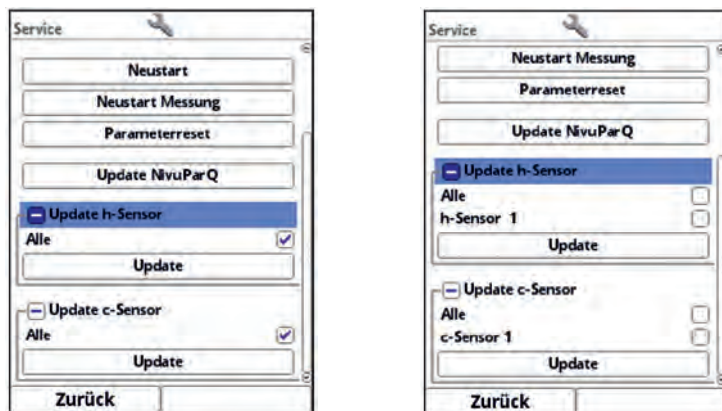 Service
Neustart
Neustart Messung
Parameterreset
Update NivuParQ
Update h-Sensor
Alle
Update
Update c-Sensor
Alle
Update
Zurück
Service
Neustart Messung
Parameterreset
Update NivuParQ
Update h-Sensor
Alle
h-Sensor 1
Update
Update c-Sensor
Alle
c-Sensor 1
Update
Zurück